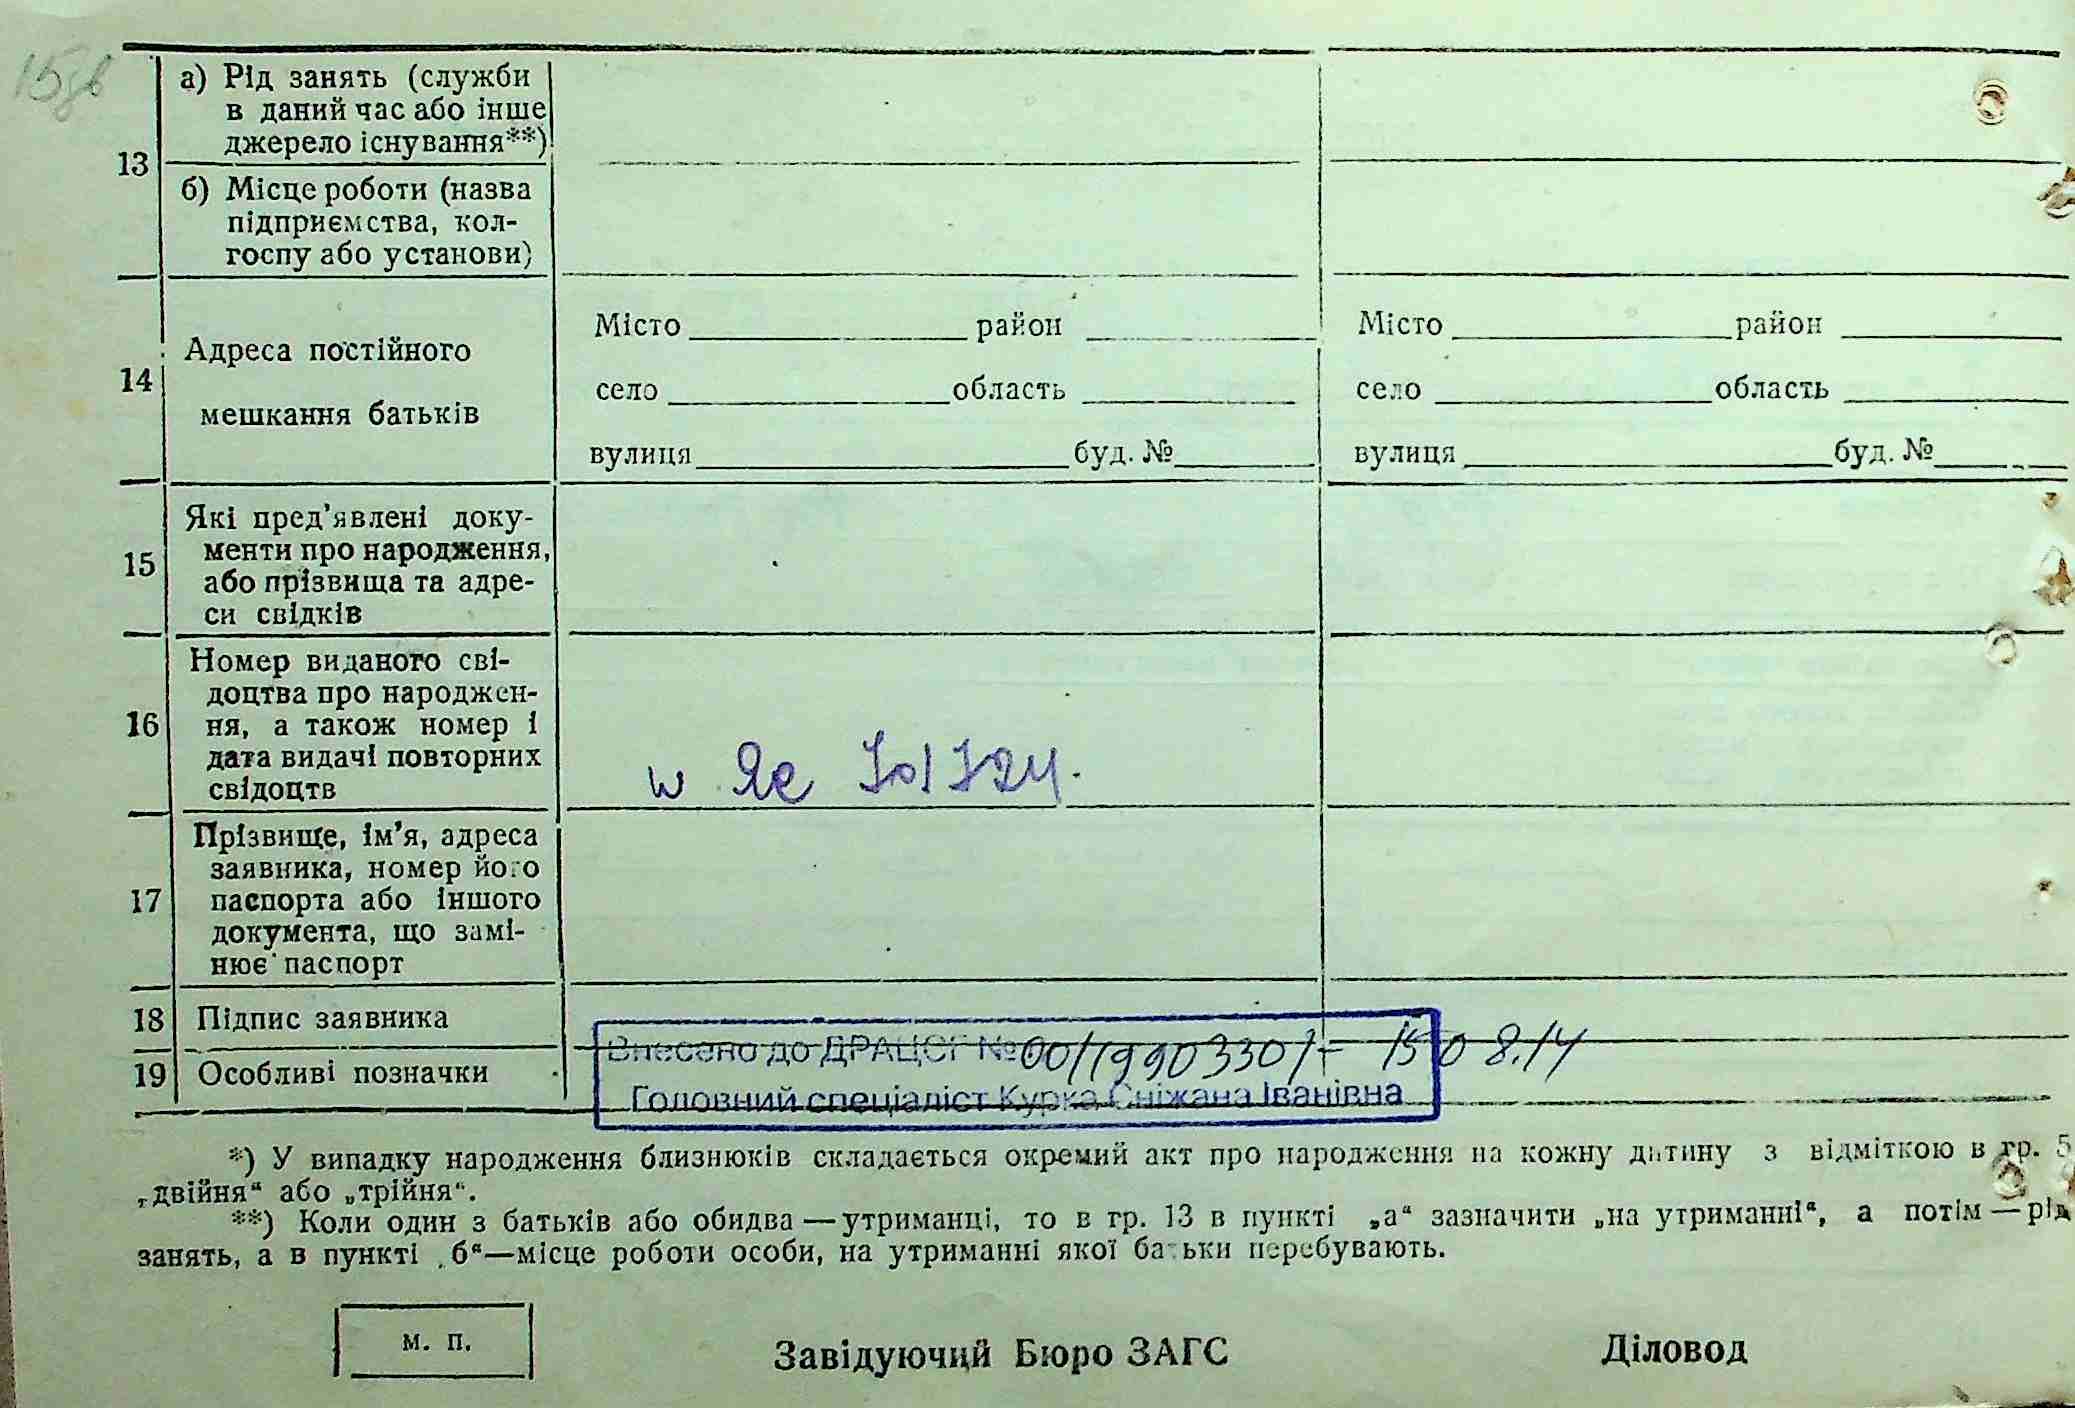 13
а) Рід занять (служби
в даний час або інше
джерело існування**)
б) Місце роботи (назва
підприємства, кол-
госпу або установи)
14
Адреса постійного
мешкання батьків
Місто район
село область
вулиця буд. №
Місто район
село область
вулиця буд. №
15
Які пред'явлені доку-
менти про народження,
або прізвища та адре-
си свідків
16
Номер виданого сві-
доцтва про народжен-
ня, а також номер і
дата видачі повторних
свідоцтв
17
Прізвище, ім'я, адреса
заявника, номер його
паспорта або іншого
документа, що замі-
нює паспорт
18 Підпис заявника
19 Особливі позначки
Внесено до ДРАЦСГ № 15 08.14
Головний спеціаліст Курка Сніжана Іванівна
*) У випадку народження близнюків складається окремий акт про народження на кожну дитину з відміткою в гр. 5
„двійня“ або „трійня“.
**) Коли один з батьків або обидва — утриманці, то в гр. 13 в пункті „а“ зазначити „на утриманні“, а потім — рід
занять, а в пункті „б“—місце роботи особи, на утриманні якої батьки перебувають.
м. п.
Завідуючий Бюро ЗАГС
Діловод